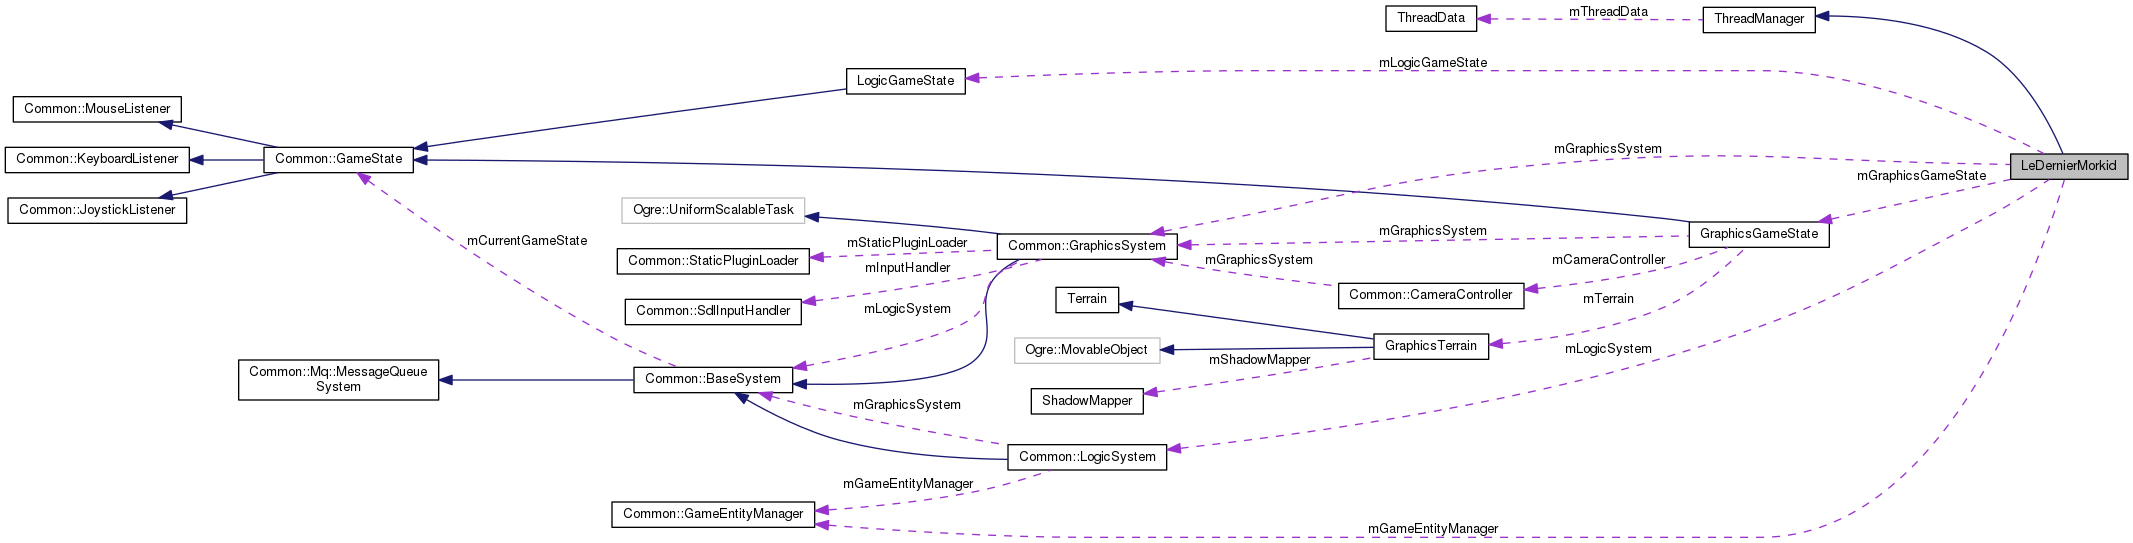 ThreadData
mThreadData
ThreadManager
mLogicGameState
LogicGameState
Common::MouseListener
Common::KeyboardListener
Common::GameState
Common::JoystickListener
mGraphicsSystem
LeDernierMorkid
mGraphicsGameState
Ogre::UniformScalableTask
mCurrentGameState
mStaticPluginLoader
Common::GraphicsSystem
mGraphicsSystem
GraphicsGameState
Common::StaticPluginLoader
mInputHandler
mGraphicsSystem
mCameraController
Common::SdlInputHandler
mLogicSystem
Terrain
Common::CameraController
mTerrain
Ogre::MovableObject
mShadowMapper
GraphicsTerrain
mLogicSystem
Common::Mq::MessageQueue
System
Common::BaseSystem
mGraphicsSystem
ShadowMapper
Common::LogicSystem
mGameEntityManager
Common::GameEntityManager
mGameEntityManager